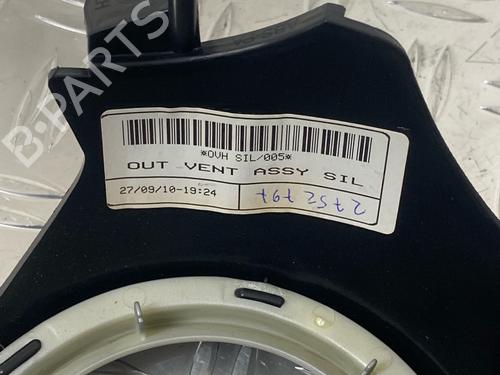 B-PARTS
*OVH SIL/005*
OUT VENT ASSY SIL
27/09/10-19:24
2752797